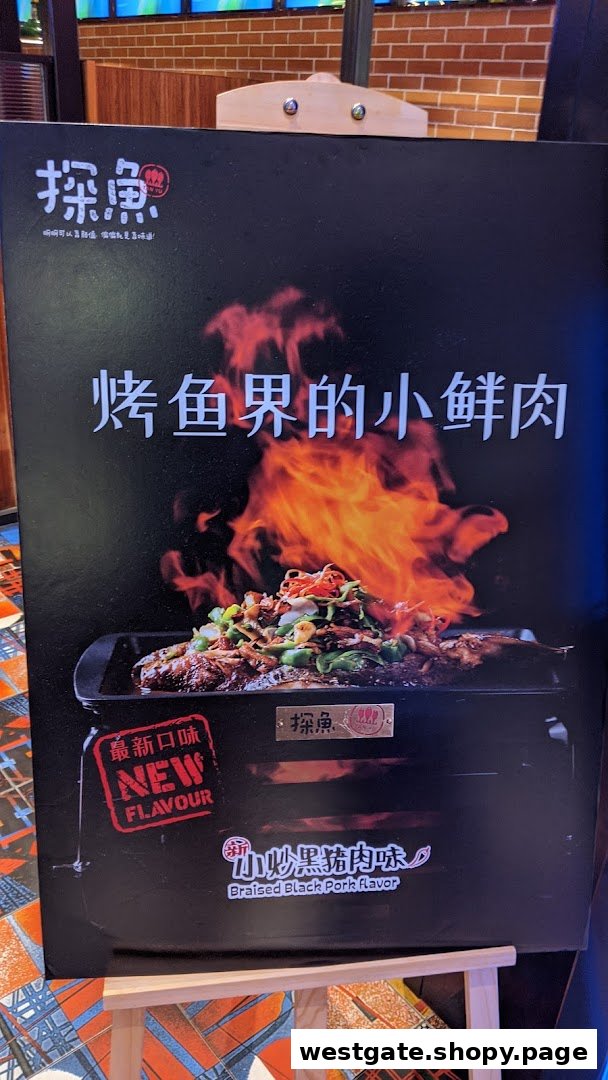 探魚
烤鱼界的小鲜肉
探魚
最新口味
NEW
FLAVOUR
新
小炒黑猪肉味
Braised Black Pork flavor
westgate.shopy.page